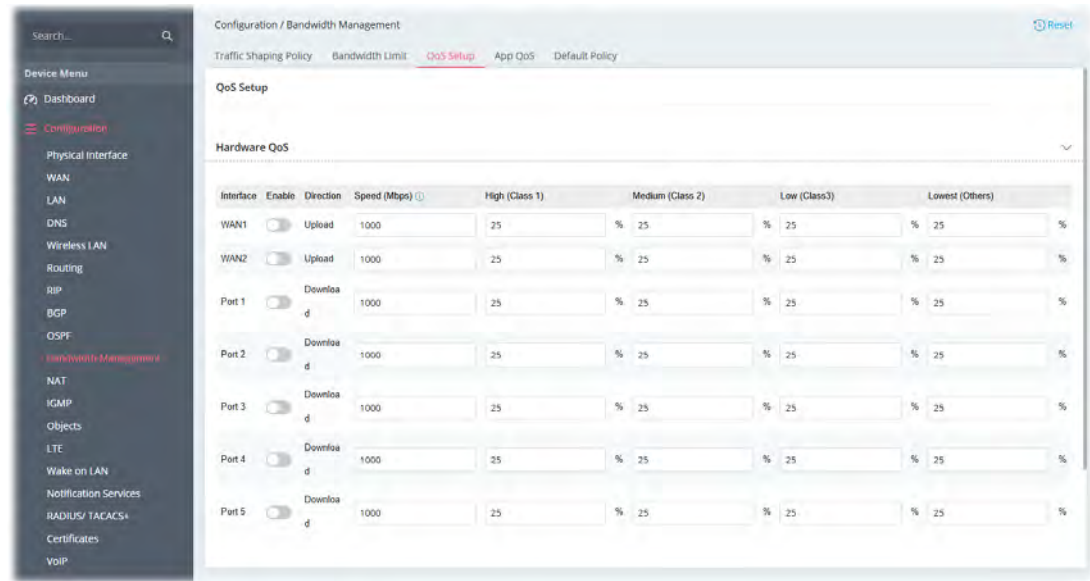 Search...
Device Menu
Dashboard
Configuration
Physical Interface
WAN
LAN
DNS
Wireless LAN
Routing
RIP
BGP
OSPF
Bandwidth Management
NAT
IGMP
Objects
LTE
Wake on LAN
Notification Services
RADIUS/ TACACS+
Certificates
VoIP
Configuration / Bandwidth Management
Reset
Traffic Shaping Policy Bandwidth Limit QoS Setup App QoS Default Policy
QoS Setup
Hardware QoS
Interface Enable Direction Speed (Mbps) High (Class 1) Medium (Class 2) Low (Class3) Lowest (Others)
WAN1 Upload 1000 25 % 25 % 25 % 25 %
WAN2 Upload 1000 25 % 25 % 25 % 25 %
Downloa
Port 1 1000 25 % 25 % 25 % 25 %
d
Downloa
Port 2 1000 25 % 25 % 25 % 25 %
d
Downloa
Port 3 1000 25 % 25 % 25 % 25 %
d
Downloa
Port 4 1000 25 % 25 % 25 % 25 %
d
Downloa
Port 5 1000 25 % 25 % 25 % 25 %
d